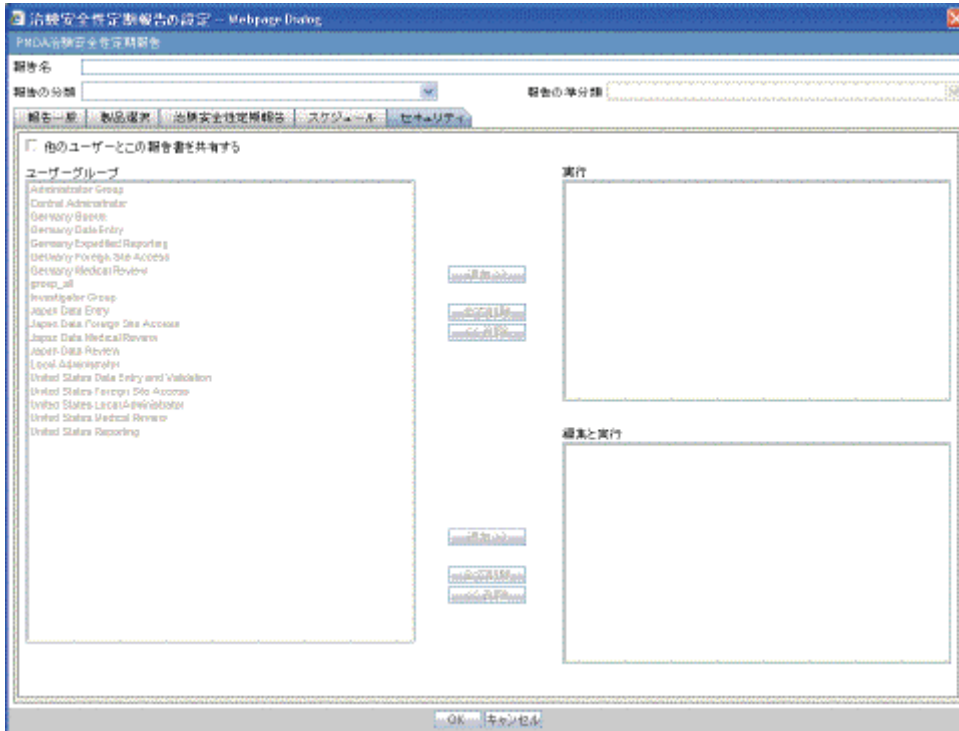 治験安全性定期報告の設定 -- Webpage Dialog
PMDA治験安全性定期報告
報告名
報告の分類
報告の準分類
報告一般 製品選択 治験安全性定期報告 スケジュール セキュリティ
他のユーザーとこの報告書を共有する
ユーザーグループ
実行
Administrator Group
Central Administrator
Germany Data Entry
Germany Expedited Reporting
Germany Foreign Site Access
Germany Medical Review
group_all
Investigator Group
Japan Data Entry
Japan Data Foreign Site Access
Japan Data Medical Review
Japan Data Review
Local Administrator
United States Data Entry and Validation
United States Foreign Site Access
United States Local Administrator
United States Medical Review
United States Reporting
編集と実行
OK キャンセル